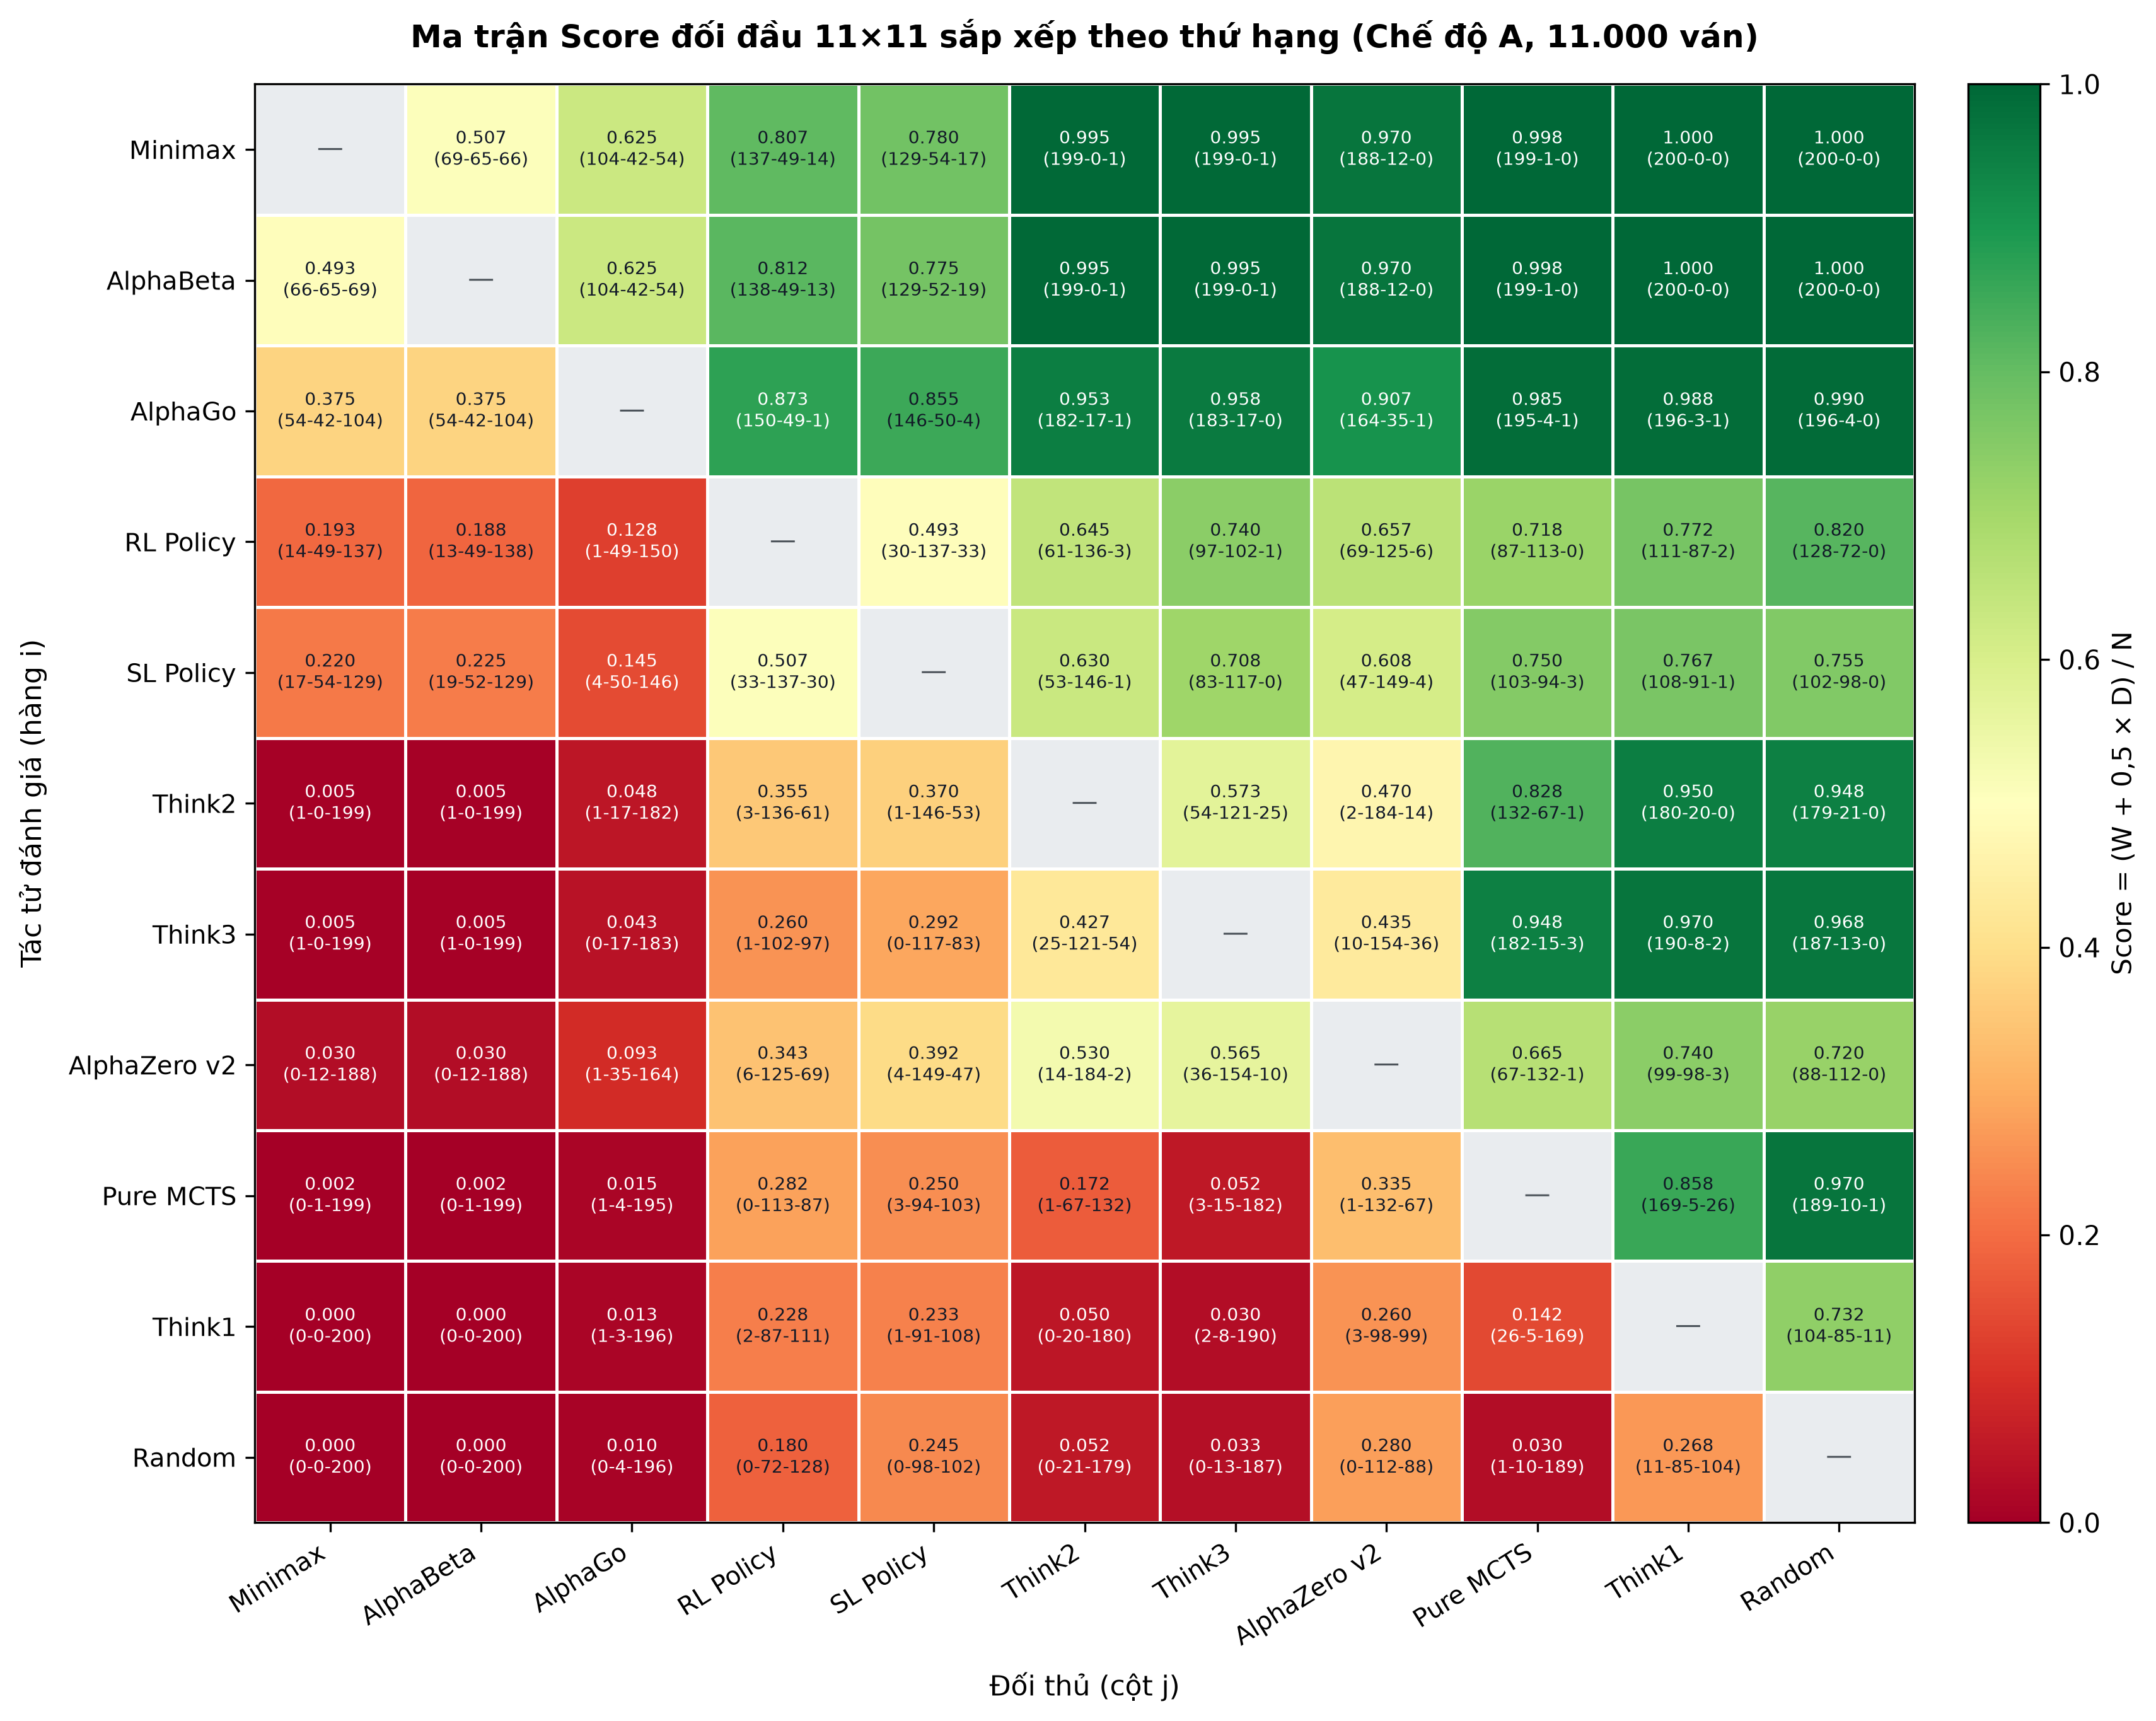 Ma trận Score đối đầu 11×11 sắp xếp theo thứ hạng (Chế độ A, 11.000 ván)
Tác tử đánh giá (hàng i)
Minimax
— 0.507 0.625 0.807 0.780 0.995 0.995 0.970 0.998 1.000 1.000
(69-65-66) (104-42-54) (137-49-14) (129-54-17) (199-0-1) (199-0-1) (188-12-0) (199-1-0) (200-0-0) (200-0-0)
AlphaBeta
0.493 — 0.625 0.812 0.775 0.995 0.995 0.970 0.998 1.000 1.000
(66-65-69) (104-42-54) (138-49-13) (129-52-19) (199-0-1) (199-0-1) (188-12-0) (199-1-0) (200-0-0) (200-0-0)
AlphaGo
0.375 0.375 — 0.873 0.855 0.953 0.958 0.907 0.985 0.988 0.990
(54-42-104) (54-42-104) (150-49-1) (146-50-4) (182-17-1) (183-17-0) (164-35-1) (195-4-1) (196-3-1) (196-4-0)
RL Policy
0.193 0.188 0.128 — 0.493 0.645 0.740 0.657 0.718 0.772 0.820
(14-49-137) (13-49-138) (1-49-150) (30-137-33) (61-136-3) (97-102-1) (69-125-6) (87-113-0) (111-87-2) (128-72-0)
SL Policy
0.220 0.225 0.145 0.507 — 0.630 0.708 0.608 0.750 0.767 0.755
(17-54-129) (19-52-129) (4-50-146) (33-137-30) (53-146-1) (83-117-0) (47-149-4) (103-94-3) (108-91-1) (102-98-0)
Think2
0.005 0.005 0.048 0.355 0.370 — 0.573 0.470 0.828 0.950 0.948
(1-0-199) (1-0-199) (1-17-182) (3-136-61) (1-146-53) (54-121-25) (2-184-14) (132-67-1) (180-20-0) (179-21-0)
Think3
0.005 0.005 0.043 0.260 0.292 0.427 — 0.435 0.948 0.970 0.968
(1-0-199) (1-0-199) (0-17-183) (1-102-97) (0-117-83) (25-121-54) (10-154-36) (182-15-3) (190-8-2) (187-13-0)
AlphaZero v2
0.030 0.030 0.093 0.343 0.392 0.530 0.565 — 0.665 0.740 0.720
(0-12-188) (0-12-188) (1-35-164) (6-125-69) (4-149-47) (14-184-2) (36-154-10) (67-132-1) (99-98-3) (88-112-0)
Pure MCTS
0.002 0.002 0.015 0.282 0.250 0.172 0.052 0.335 — 0.858 0.970
(0-1-199) (0-1-199) (1-4-195) (0-113-87) (3-94-103) (1-67-132) (3-15-182) (1-132-67) (169-5-26) (189-10-1)
Think1
0.000 0.000 0.013 0.228 0.233 0.050 0.030 0.260 0.142 — 0.732
(0-0-200) (0-0-200) (1-3-196) (2-87-111) (1-91-108) (0-20-180) (2-8-190) (3-98-99) (26-5-169) (104-85-11)
Random
0.000 0.000 0.010 0.180 0.245 0.052 0.033 0.280 0.030 0.268 —
(0-0-200) (0-0-200) (0-4-196) (0-72-128) (0-98-102) (0-21-179) (0-13-187) (0-112-88) (1-10-189) (11-85-104)
Minimax AlphaBeta AlphaGo RL Policy SL Policy Think2 Think3 AlphaZero v2 Pure MCTS Think1 Random
Đối thủ (cột j)
1.0
0.8
0.6
0.4
0.2
0.0
Score = (W + 0,5 × D) / N